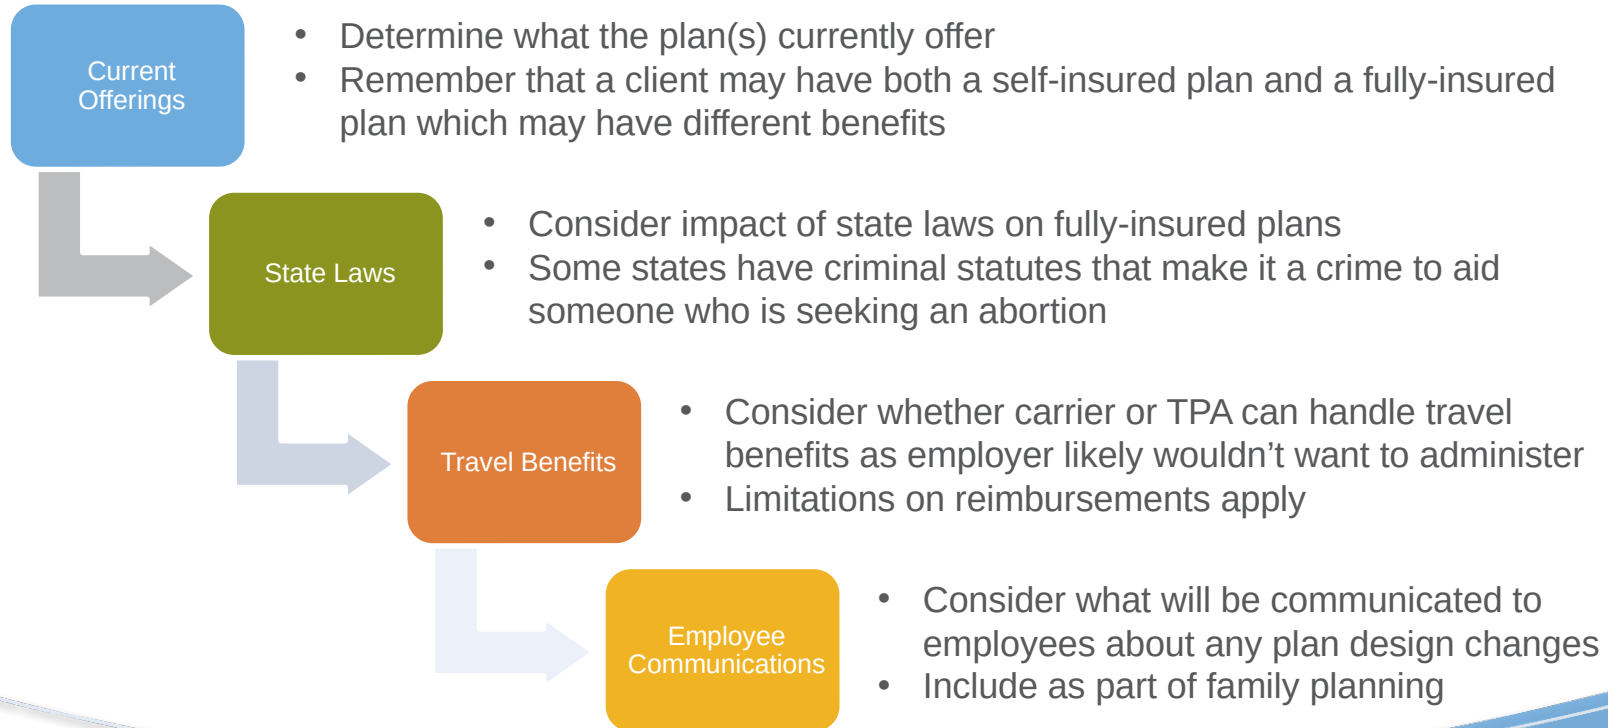 Current
Offerings
• Determine what the plan(s) currently offer
• Remember that a client may have both a self-insured plan and a fully-insured
plan which may have different benefits
State Laws
• Consider impact of state laws on fully-insured plans
• Some states have criminal statutes that make it a crime to aid
someone who is seeking an abortion
Travel Benefits
• Consider whether carrier or TPA can handle travel
benefits as employer likely wouldn’t want to administer
• Limitations on reimbursements apply
Employee
Communications
• Consider what will be communicated to
employees about any plan design changes
• Include as part of family planning